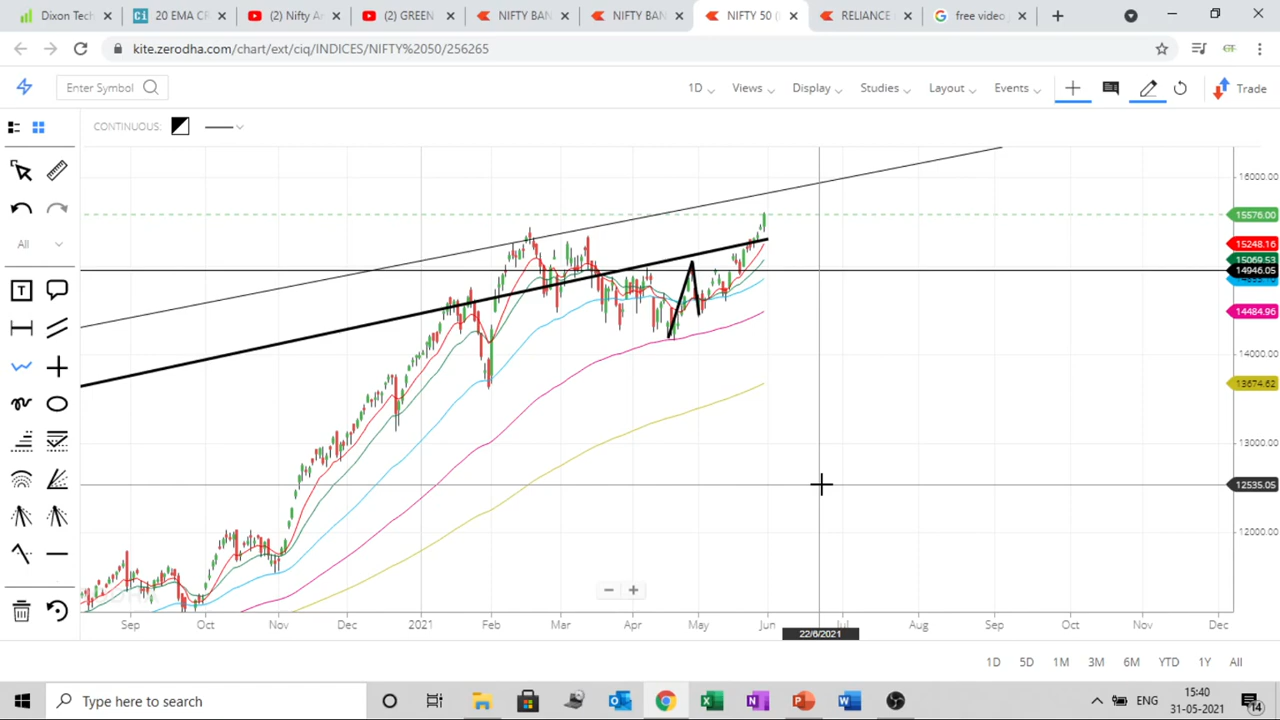 Dixon Tech
20 EMA CR
(2) Nifty A
(2) GREEN
NIFTY BAN
NIFTY BAN
NIFTY 50 (
RELIANCE
free video
kite.zerodha.com/chart/ext/ciq/INDICES/NIFTY%2050/256265
Enter Symbol
1D
Views
Display
Studies
Layout
Events
Trade
CONTINUOUS:
All
T
16000.00
15576.00
15248.16
15069.53
14946.05
14484.96
14000.00
13674.62
13000.00
12535.05
12000.00
Sep
Oct
Nov
Dec
2021
Feb
Mar
Apr
May
Jun
Jul
Aug
Sep
Oct
Nov
Dec
22/6/2021
1D
5D
1M
3M
6M
YTD
1Y
All
Type here to search
ENG
15:40
31-05-2021
14